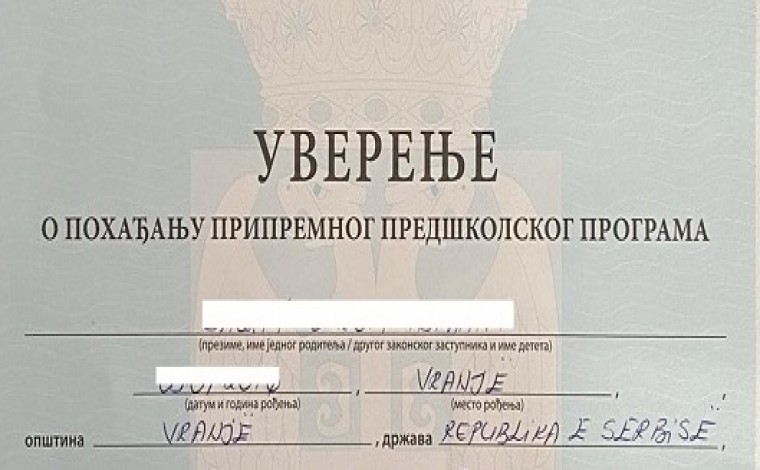 УВЕРЕЊЕ
О ПОХАЂАЊУ ПРИПРЕМНОГ ПРЕДШКОЛСКОГ ПРОГРАМА
(презиме, име једног родитеља / другог законског заступника и име детета)
, VRANJE ,
(датум и година рођења) (место рођења)
општина VRANJE , држава REPUBLIKA E SERBISË ,